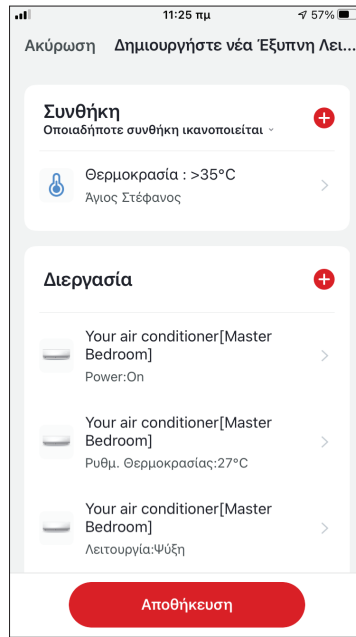 11:25 πμ
57%
Ακύρωση Δημιουργήστε νέα Έξυπνη Λει...
Συνθήκη
Οποιαδήποτε συνθήκη ικανοποιείται
Θερμοκρασία : >35°C
Άγιος Στέφανος
Διεργασία
Your air conditioner[Master
Bedroom]
Power:On
Your air conditioner[Master
Bedroom]
Ρυθμ. Θερμοκρασίας:27°C
Your air conditioner[Master
Bedroom]
Λειτουργία:Ψύξη
Αποθήκευση